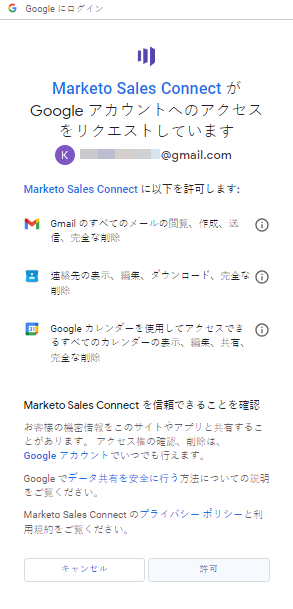 Google にログイン
Marketo Sales Connect が
Google アカウントへのアクセス
をリクエストしています
K
@gmail.com
Marketo Sales Connect に以下を許可します:
Gmail のすべてのメールの閲覧、作成、送
信、完全な削除
連絡先の表示、編集、ダウンロード、完全な
削除
31
Google カレンダーを使用してアクセスでき
るすべてのカレンダーの表示、編集、共有、
完全な削除
Marketo Sales Connect を信頼できることを確認
お客様の機密情報をこのサイトやアプリと共有するこ
とがあります。 アクセス権の確認、削除は、
Google アカウントでいつでも行えます。
Google でデータ共有を安全に行う方法についての説明
をご覧ください。
Marketo Sales Connect のプライバシー ポリシーと利
用規約をご覧ください。
キャンセル
許可